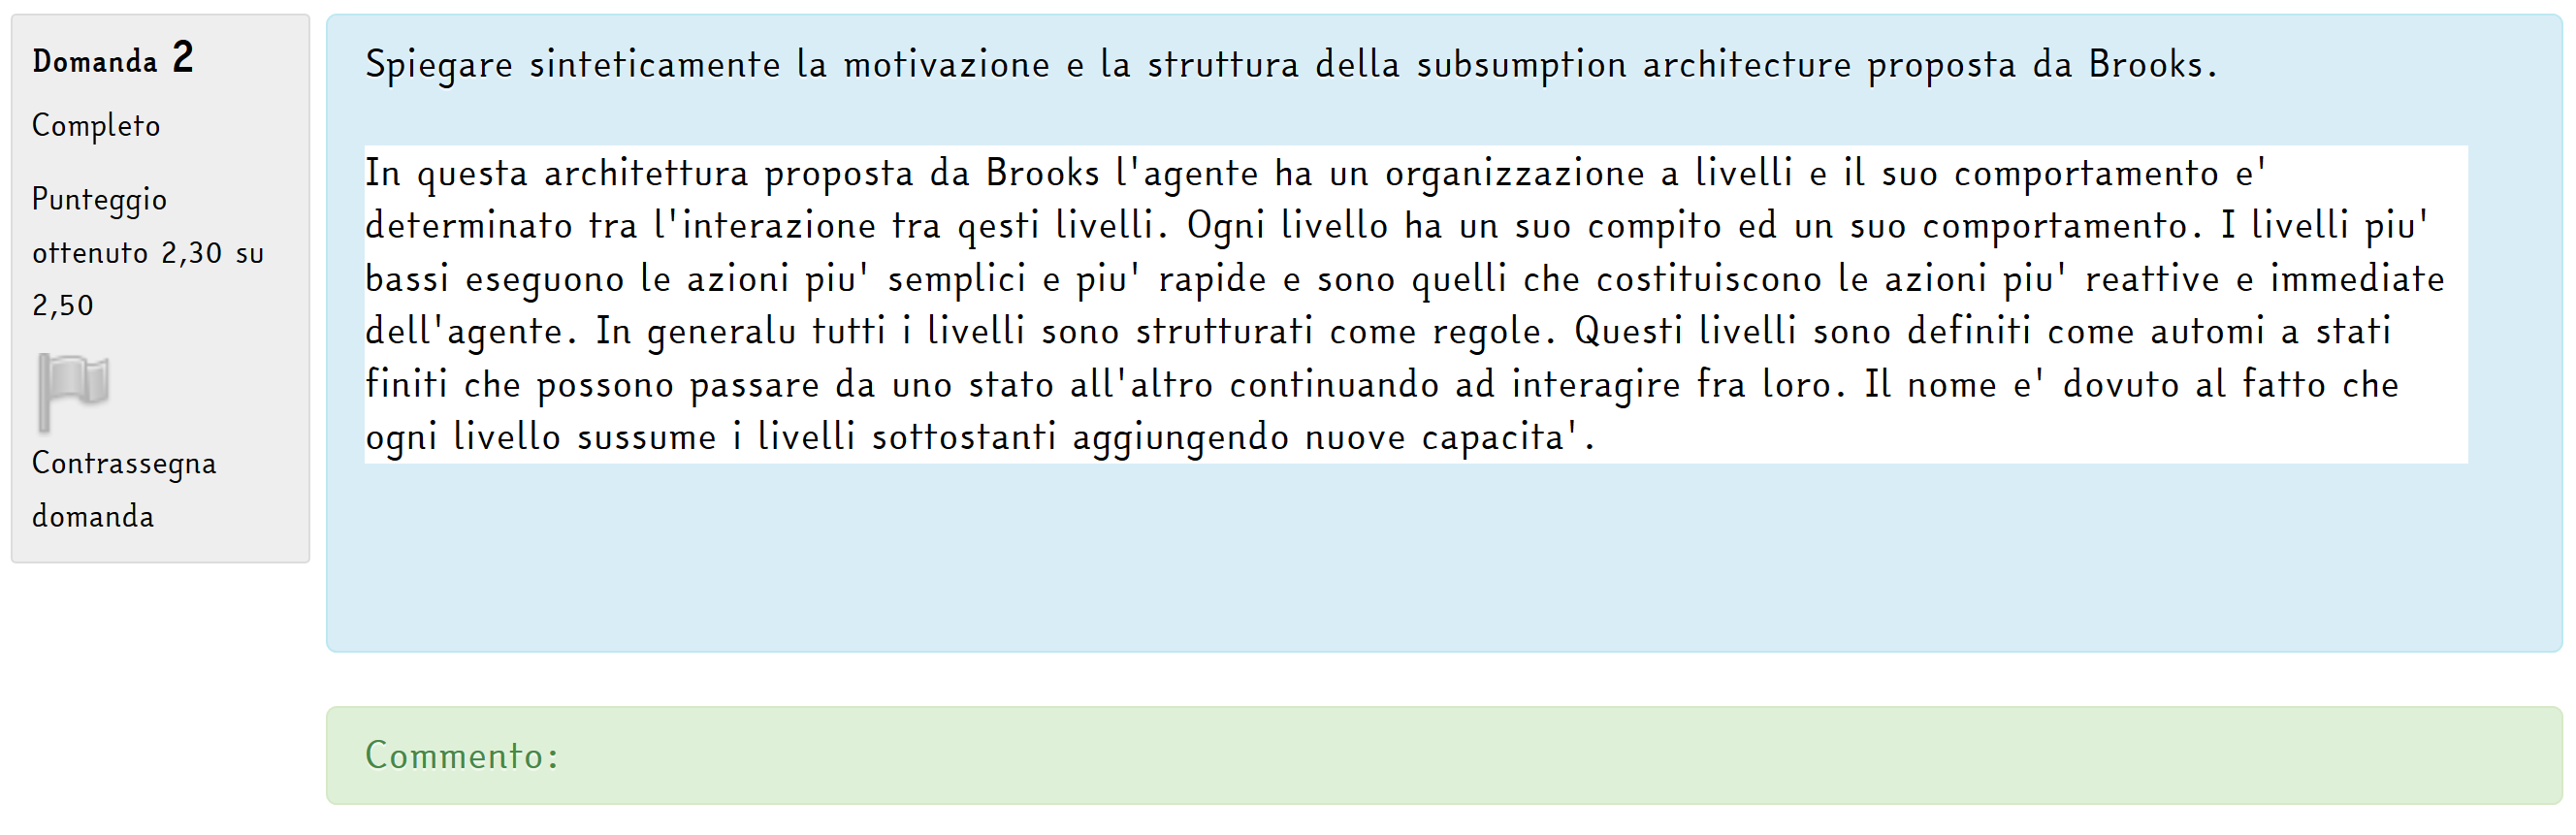 Domanda 2
Completo
Punteggio
ottenuto 2,30 su
2,50
Contrassegna
domanda
Spiegare sinteticamente la motivazione e la struttura della subsumption architecture proposta da Brooks.
In questa architettura proposta da Brooks l'agente ha un organizzazione a livelli e il suo comportamento e'
determinato tra l'interazione tra qesti livelli. Ogni livello ha un suo compito ed un suo comportamento. I livelli piu'
bassi eseguono le azioni piu' semplici e piu' rapide e sono quelli che costituiscono le azioni piu' reattive e immediate
dell'agente. In generalu tutti i livelli sono strutturati come regole. Questi livelli sono definiti come automi a stati
finiti che possono passare da uno stato all'altro continuando ad interagire fra loro. Il nome e' dovuto al fatto che
ogni livello sussume i livelli sottostanti aggiungendo nuove capacita'.
Commento: